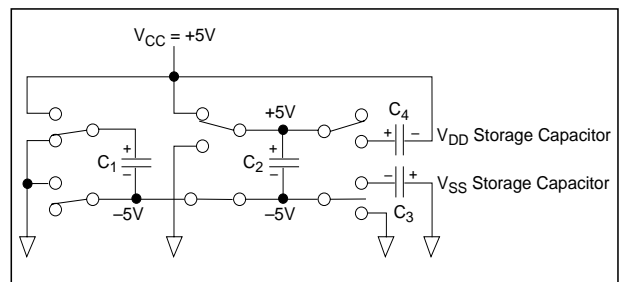 V_CC = +5V
+5V
C_4
+ −
V_DD Storage Capacitor
+
C_1
−
+
C_2
−
− +
V_SS Storage Capacitor
C_3
−5V
−5V